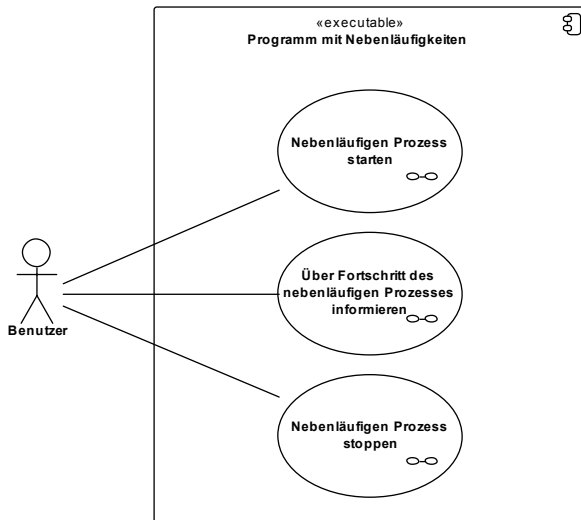 «executable»
Programm mit Nebenläufigkeiten
Nebenläufigen Prozess
starten
Über Fortschritt des
nebenläufigen Prozesses
informieren
Benutzer
Nebenläufigen Prozess
stoppen